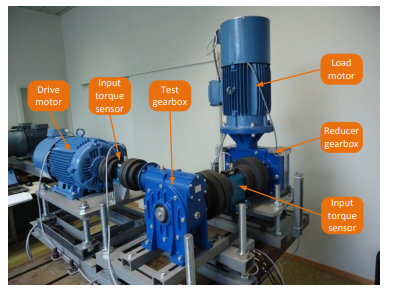 Drive
motor
Input
torque
sensor
Test
gearbox
Load
motor
Reducer
gearbox
Input
torque
sensor